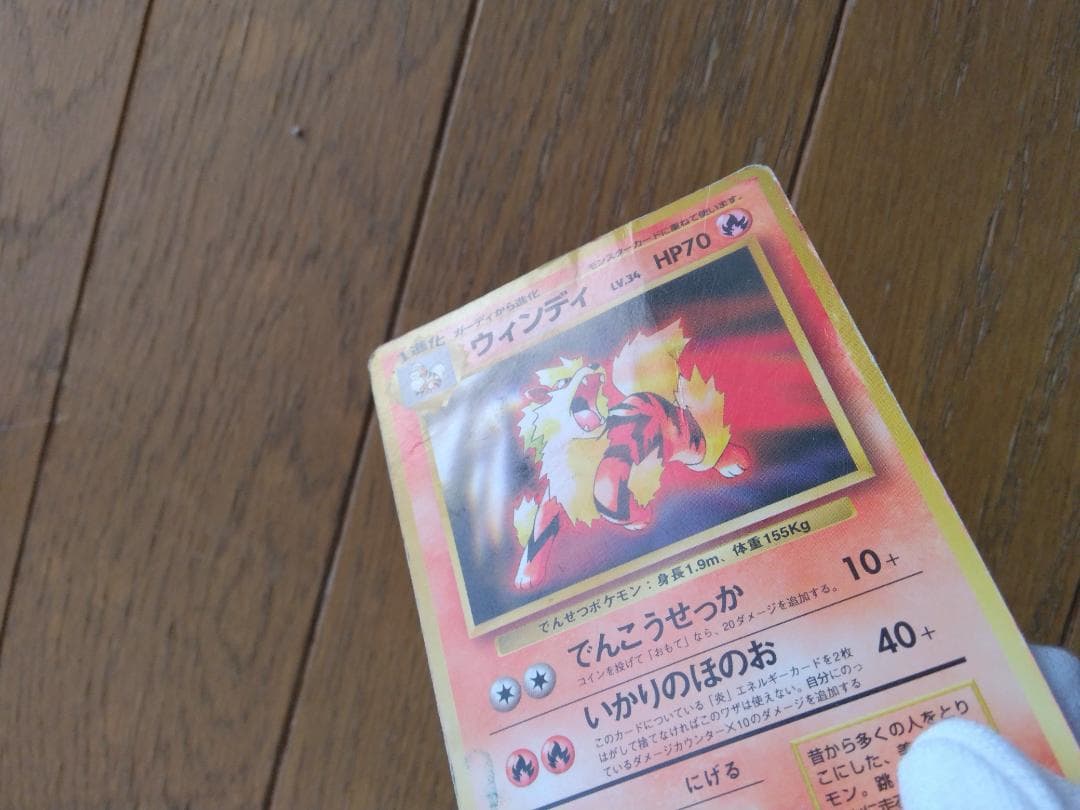 モンスターカードに重ねて使います。
1進化 ガーディから進化
ウィンディ LV.34 HP70
でんせつポケモン：身長1.9m、体重155Kg
でんこうせっか 10+
コインを投げて「おもて」なら、20ダメージを追加する。
いかりのほのお 40+
このカードについている「炎」エネルギーカードを2枚
はがして捨てなければこのワザは使えない。自分にのっ
ているダメージカウンター×10のダメージを追加する
にげる
昔から多くの人をとり
こにした、
モン。跳